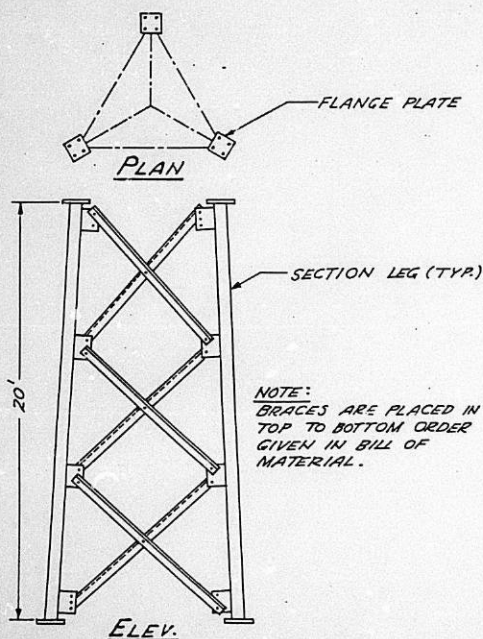 FLANGE PLATE
PLAN
SECTION LEG (TYP.)
20'
NOTE:
BRACES ARE PLACED IN
TOP TO BOTTOM ORDER
GIVEN IN BILL OF
MATERIAL.
ELEV.